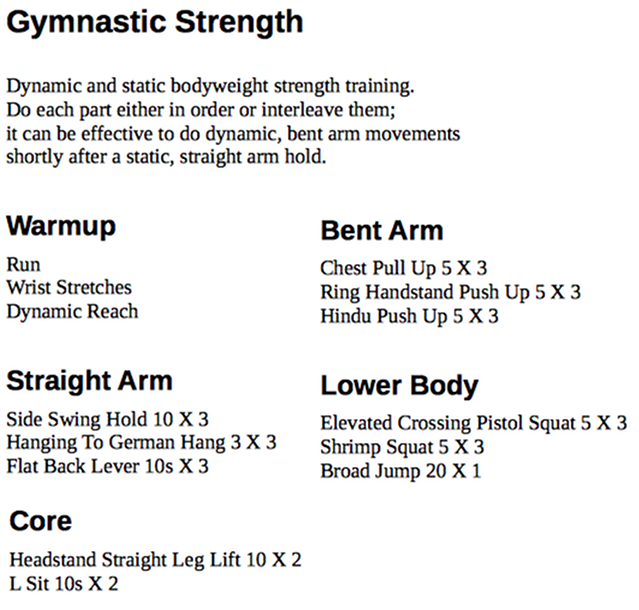 Gymnastic Strength
Dynamic and static bodyweight strength training.
Do each part either in order or interleave them;
it can be effective to do dynamic, bent arm movements
shortly after a static, straight arm hold.
Warmup
Run
Wrist Stretches
Dynamic Reach
Bent Arm
Chest Pull Up 5 X 3
Ring Handstand Push Up 5 X 3
Hindu Push Up 5 X 3
Straight Arm
Side Swing Hold 10 X 3
Hanging To German Hang 3 X 3
Flat Back Lever 10s X 3
Lower Body
Elevated Crossing Pistol Squat 5 X 3
Shrimp Squat 5 X 3
Broad Jump 20 X 1
Core
Headstand Straight Leg Lift 10 X 2
L Sit 10s X 2